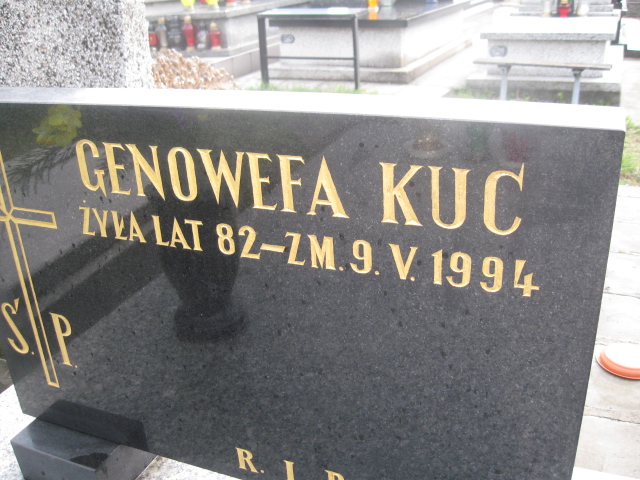 GENOWEFA KUC
ŻYŁA LAT 82–ZM. 9. V. 1994
Ś. P.
R. I. P